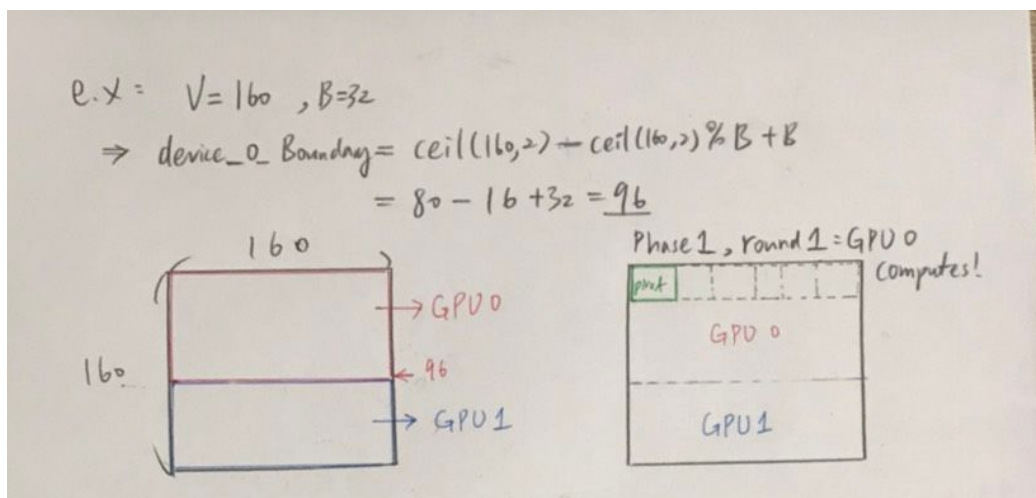 e.x = V=160 , B=32
⇒ device_0_Boundary = ceil(160,2) - ceil(160,2) % B + B
= 80 - 16 + 32 = 96
160
160
GPU 0
96
GPU 1
Phase 1 , round 1 = GPU 0
Computes!
pivot
GPU 0
GPU 1